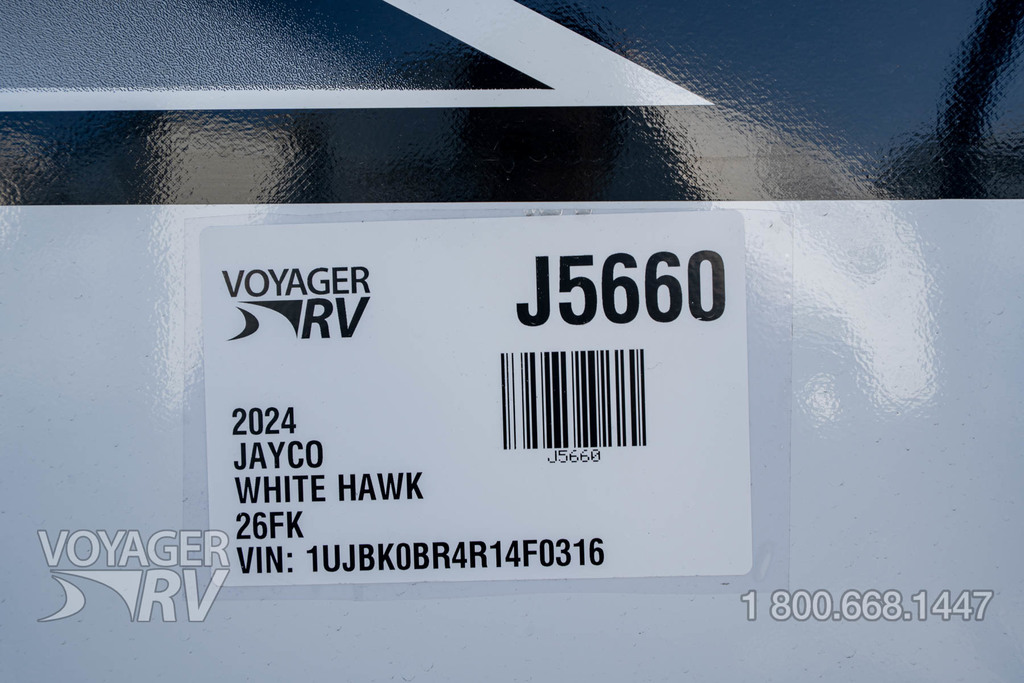 VOYAGER
RV
J5660
J5660
2024
JAYCO
WHITE HAWK
26FK
VIN: 1UJBK0BR4R14F0316
VOYAGER
RV
1 800.668.1447